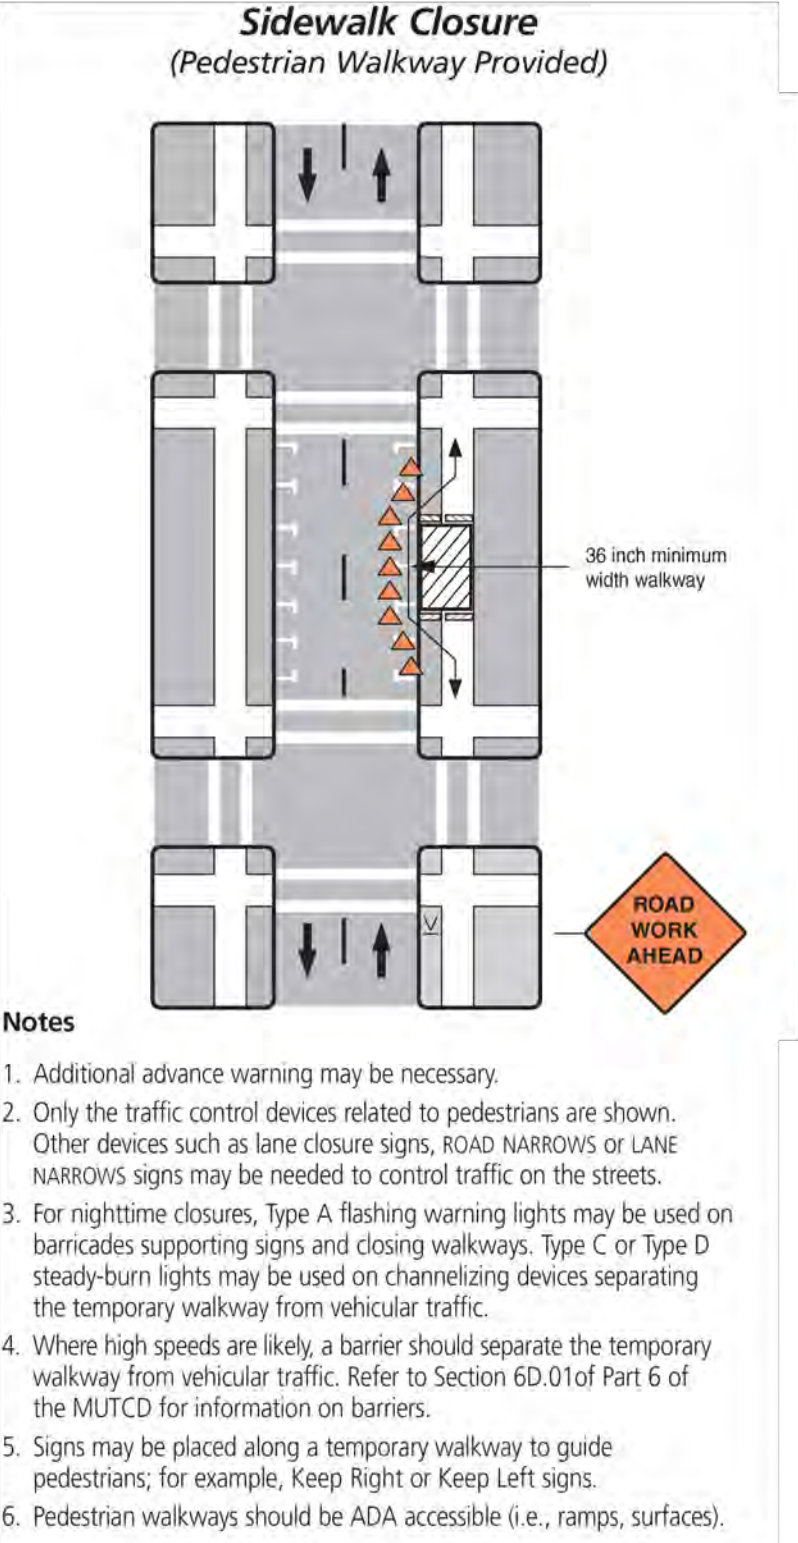 Sidewalk Closure
(Pedestrian Walkway Provided)
36 inch minimum
width walkway
ROAD
WORK
AHEAD
Notes
1. Additional advance warning may be necessary.
2. Only the traffic control devices related to pedestrians are shown.
Other devices such as lane closure signs, ROAD NARROWS or LANE
NARROWS signs may be needed to control traffic on the streets.
3. For nighttime closures, Type A flashing warning lights may be used on
barricades supporting signs and closing walkways. Type C or Type D
steady-burn lights may be used on channelizing devices separating
the temporary walkway from vehicular traffic.
4. Where high speeds are likely, a barrier should separate the temporary
walkway from vehicular traffic. Refer to Section 6D.01of Part 6 of
the MUTCD for information on barriers.
5. Signs may be placed along a temporary walkway to guide
pedestrians; for example, Keep Right or Keep Left signs.
6. Pedestrian walkways should be ADA accessible (i.e., ramps, surfaces).